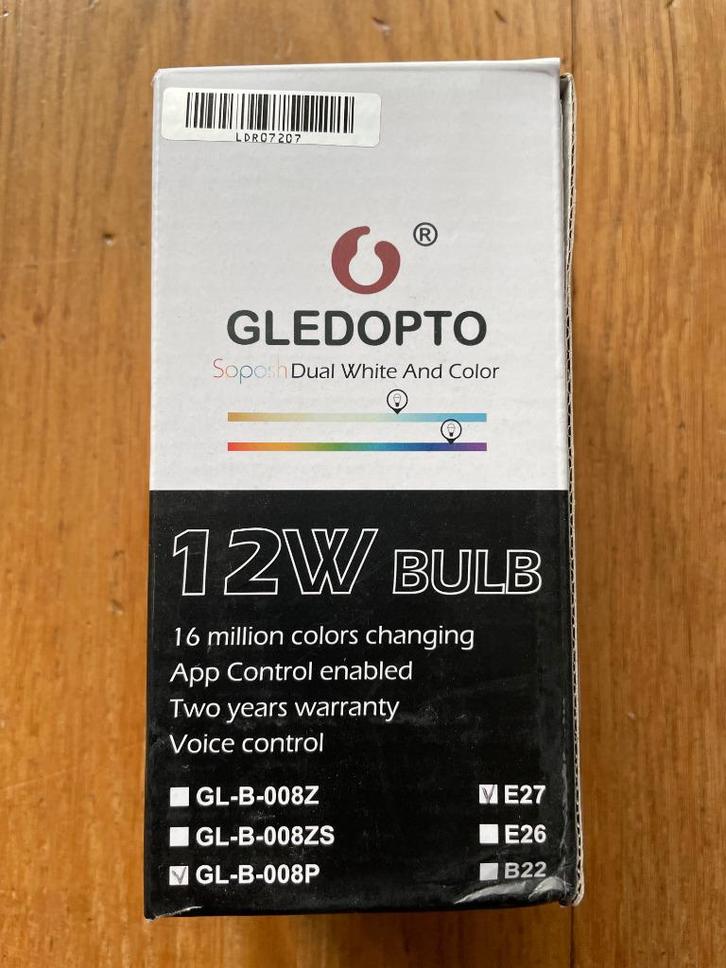 LDR07207
®
GLEDOPTO
Soposh Dual White And Color
12W BULB
16 million colors changing
App Control enabled
Two years warranty
Voice control
GL-B-008Z E27
GL-B-008ZS E26
GL-B-008P B22